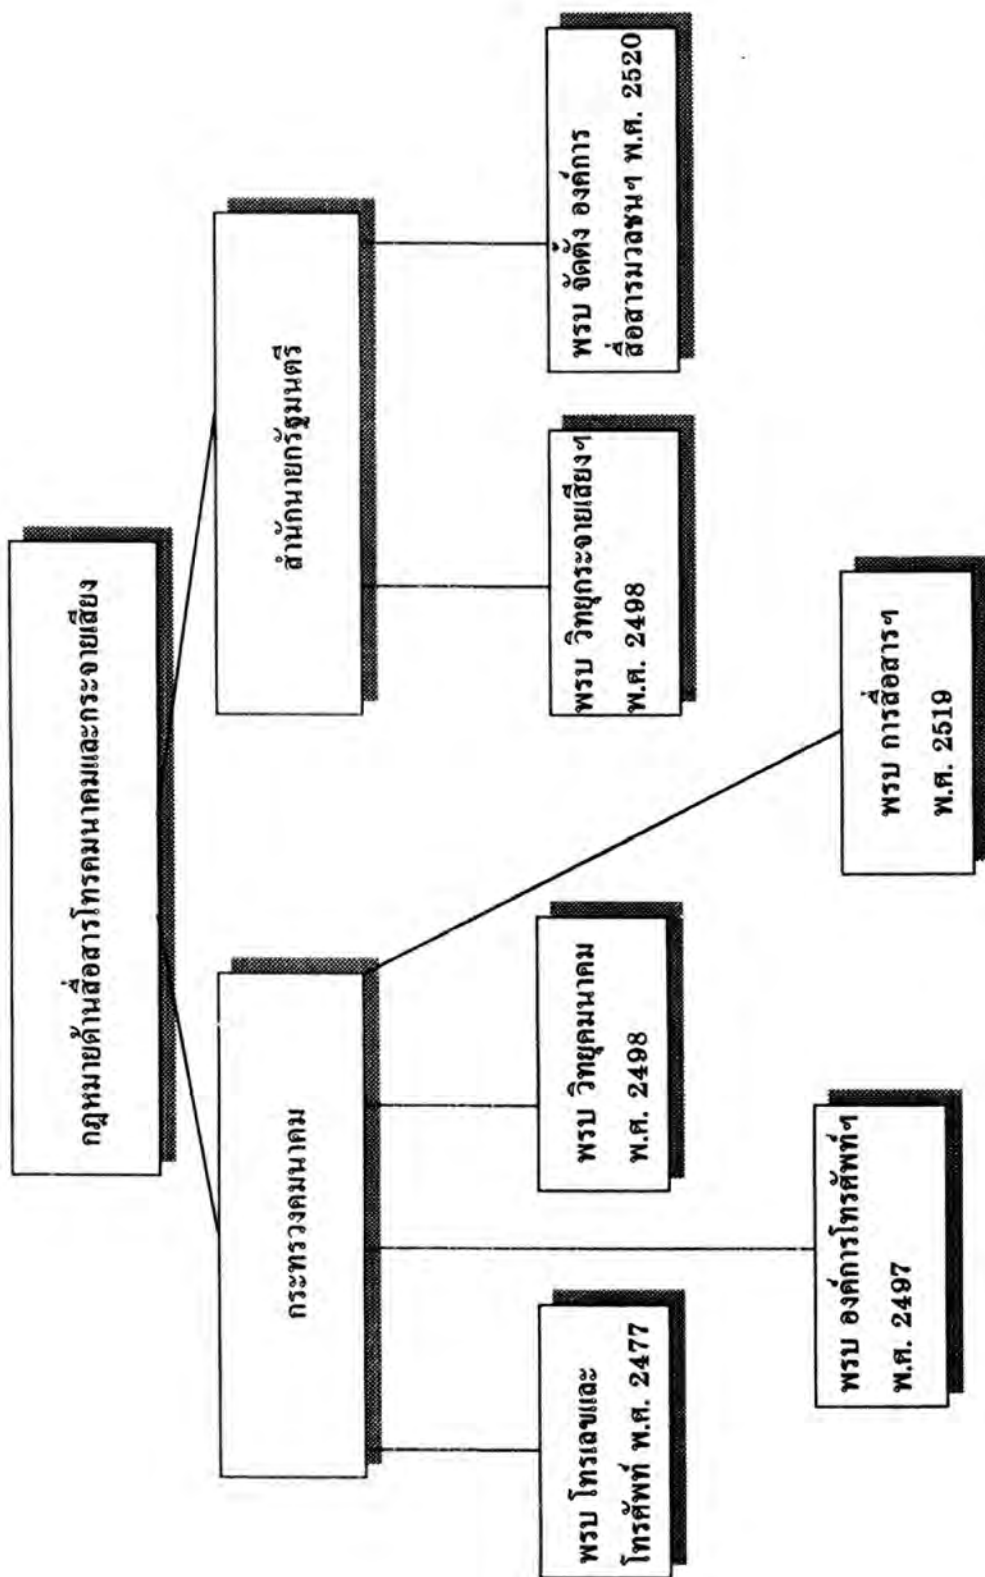 กฎหมายด้านสื่อสารโทรคมนาคมและกระจายเสียง
กระทรวงคมนาคม
สำนักนายกรัฐมนตรี
พรบ โทรเลขและ
โทรศัพท์ พ.ศ. 2477
พรบ วิทยุคมนาคม
พ.ศ. 2498
พรบ วิทยุกระจายเสียงฯ
พ.ศ. 2498
พรบ จัดตั้ง องค์การ
สื่อสารมวลชนฯ พ.ศ. 2520
พรบ องค์การโทรศัพท์ฯ
พ.ศ. 2497
พรบ การสื่อสารฯ
พ.ศ. 2519